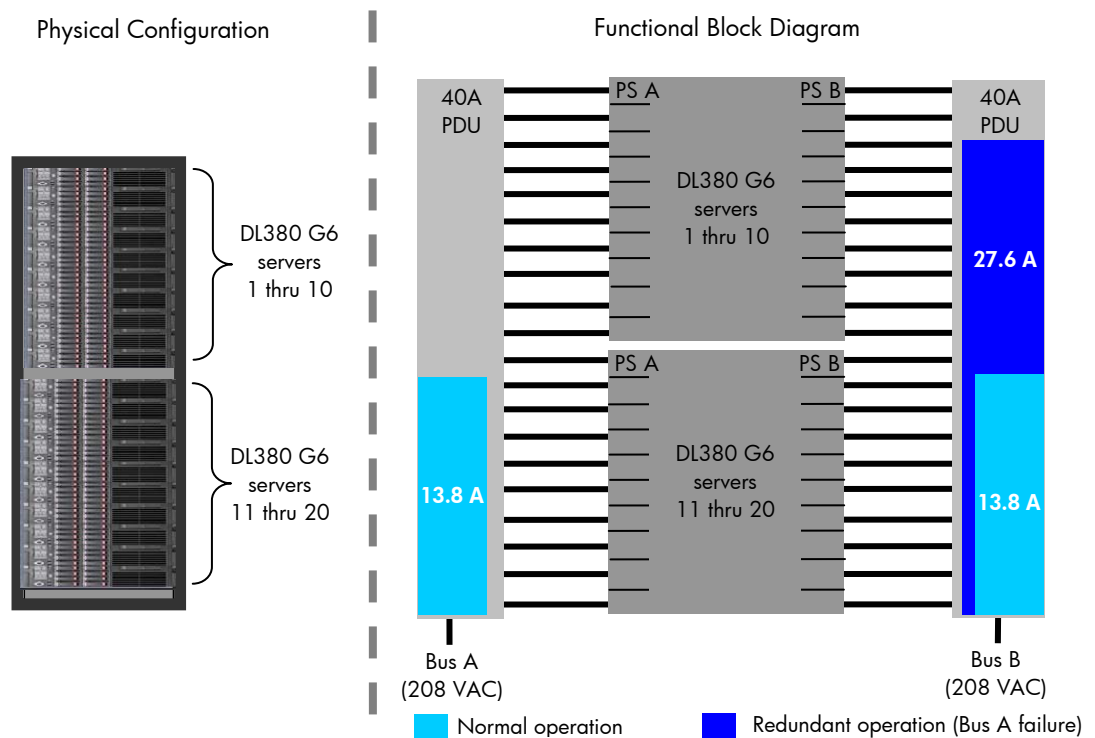 Physical Configuration
DL380 G6
servers
1 thru 10
DL380 G6
servers
11 thru 20
Functional Block Diagram
40A
PDU
PS A
PS B
DL380 G6
servers
1 thru 10
40A
PDU
27.6 A
PS A
PS B
DL380 G6
servers
11 thru 20
13.8 A
13.8 A
Bus A
(208 VAC)
Bus B
(208 VAC)
Normal operation
Redundant operation (Bus A failure)